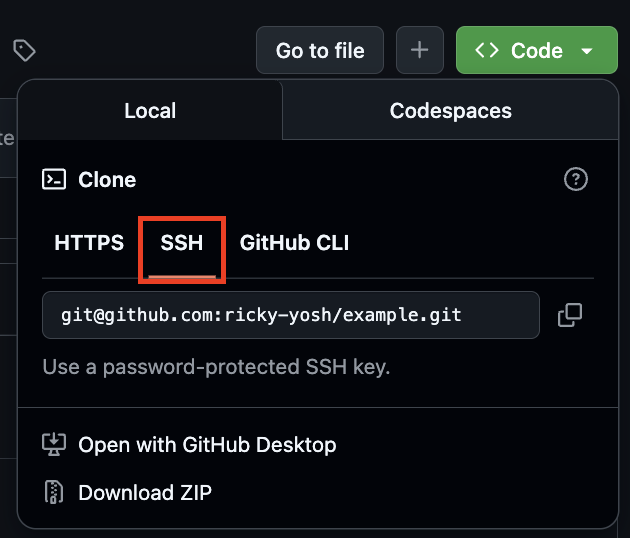 Go to file
Code
Local
Codespaces
te
Clone
HTTPS
SSH
GitHub CLI
git@github.com:ricky-yosh/example.git
Use a password-protected SSH key.
Open with GitHub Desktop
Download ZIP